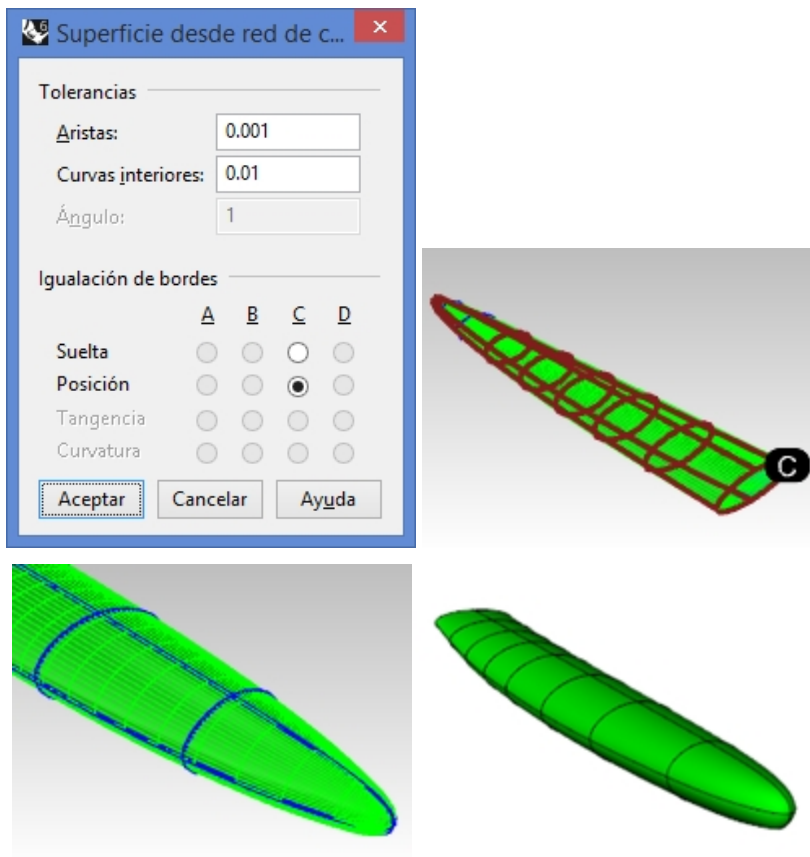 Superficie desde red de c...
Tolerancias
Aristas: 0.001
Curvas interiores: 0.01
Ángulo: 1
Igualación de bordes
A B C D
Suelta
Posición
Tangencia
Curvatura
Aceptar Cancelar Ayuda
C